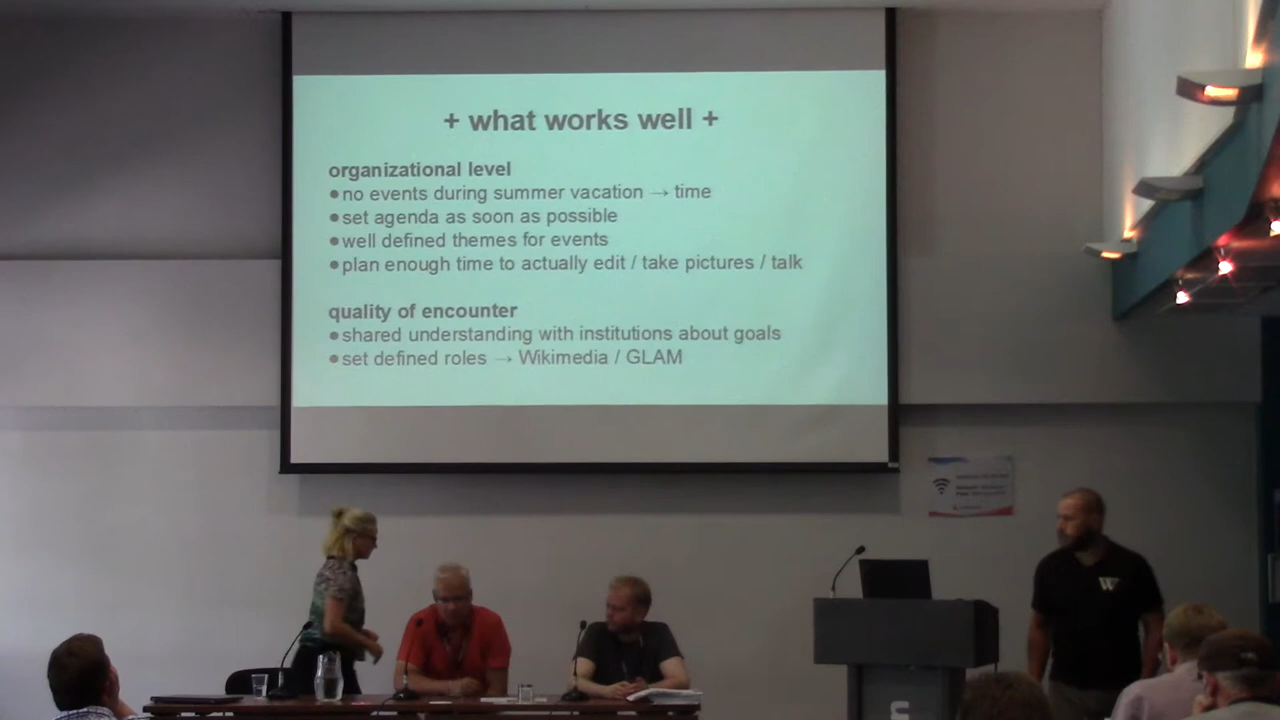 + what works well +
organizational level
●no events during summer vacation → time
●set agenda as soon as possible
●well defined themes for events
●plan enough time to actually edit / take pictures / talk
quality of encounter
●shared understanding with institutions about goals
●set defined roles → Wikimedia / GLAM
W